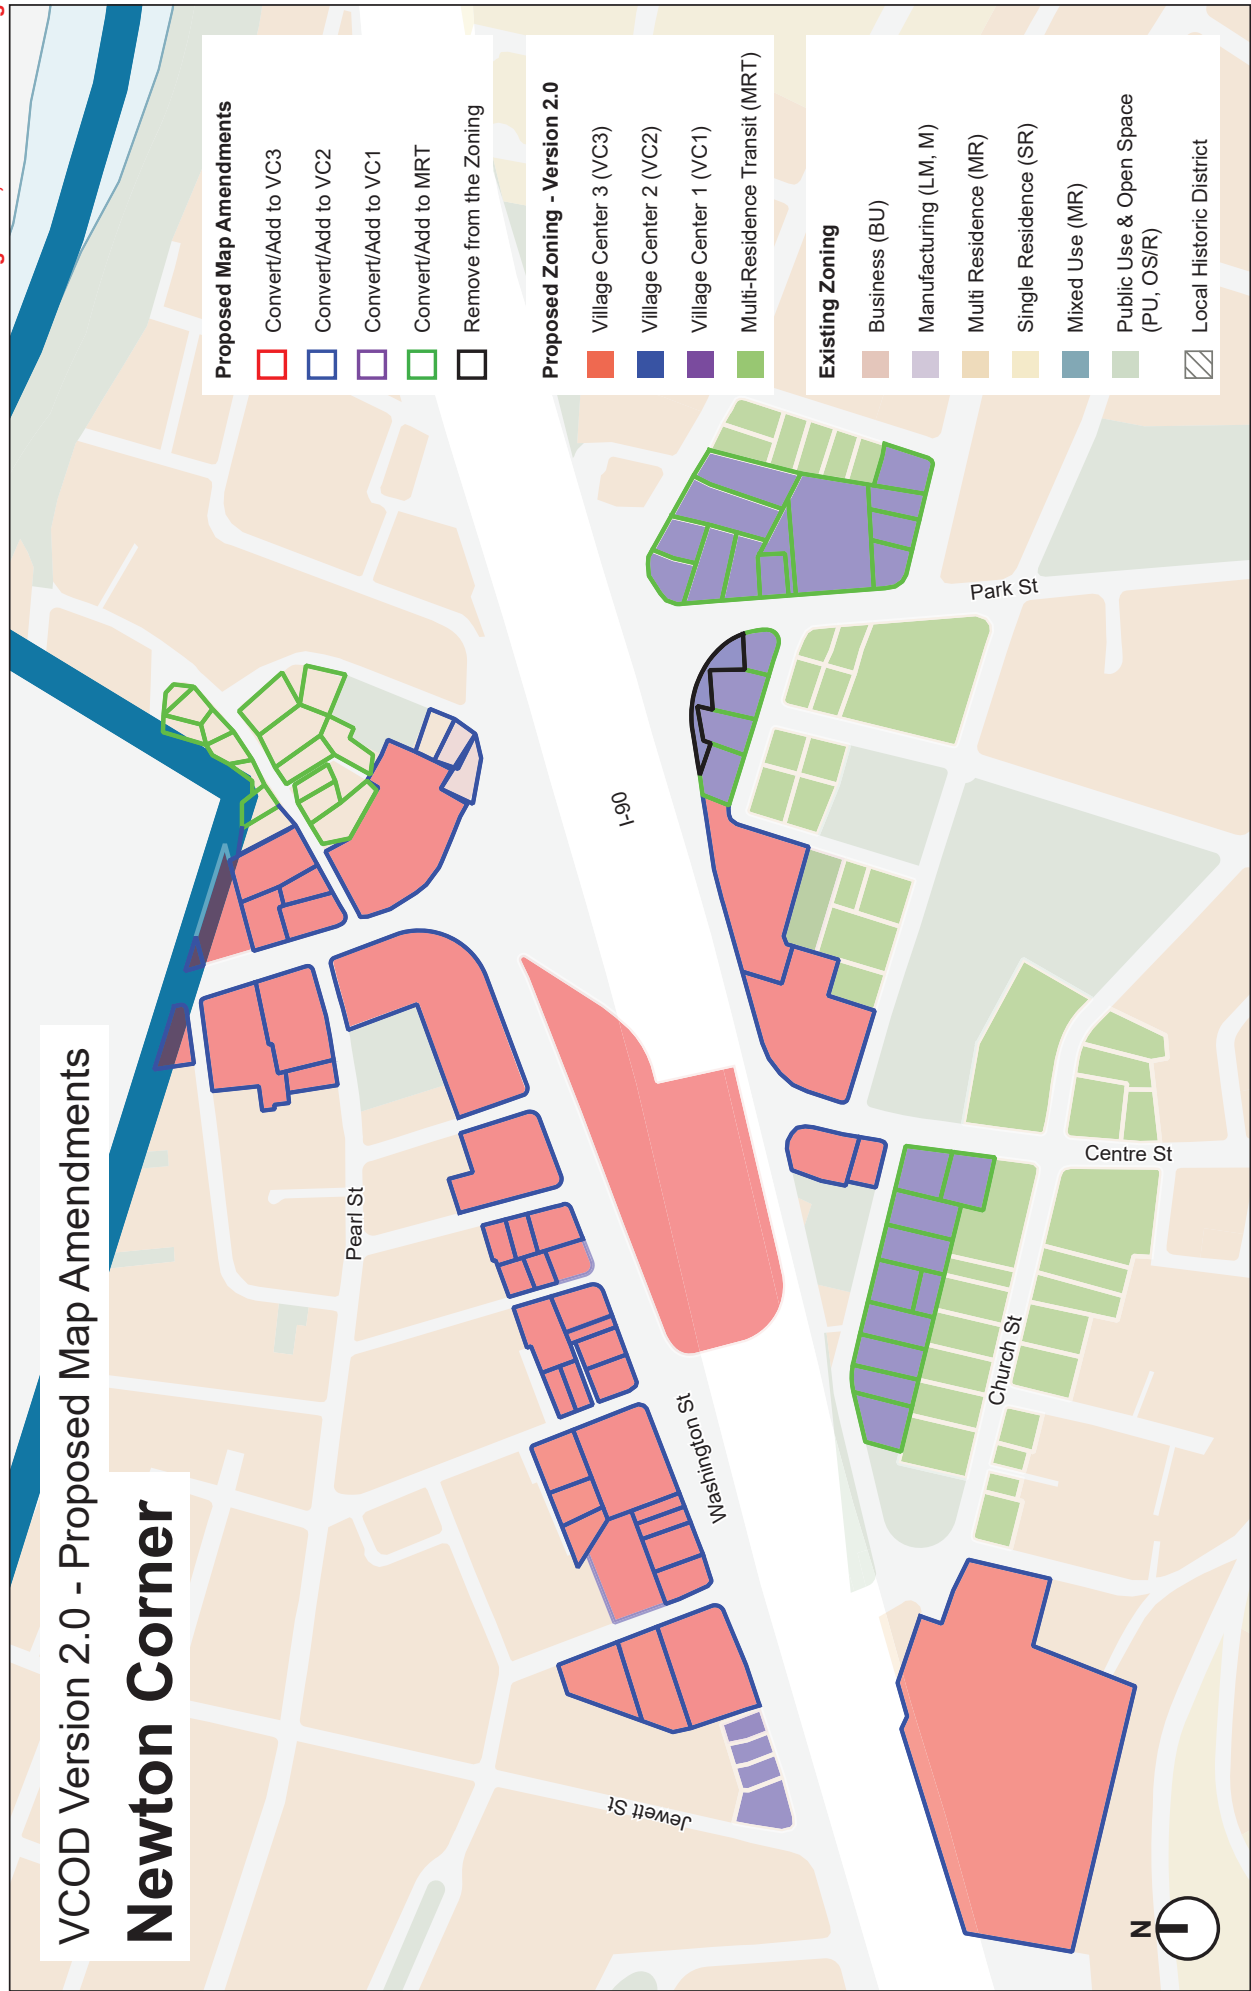 VCOD Version 2.0 - Proposed Map Amendments
Newton Corner
Proposed Map Amendments
Convert/Add to VC3
Convert/Add to VC2
Convert/Add to VC1
Convert/Add to MRT
Remove from the Zoning
Proposed Zoning - Version 2.0
Village Center 3 (VC3)
Village Center 2 (VC2)
Village Center 1 (VC1)
Multi-Residence Transit (MRT)
Existing Zoning
Business (BU)
Manufacturing (LM, M)
Multi Residence (MR)
Single Residence (SR)
Mixed Use (MR)
Public Use & Open Space
(PU, OS/R)
Local Historic District
Pearl St
I-90
Washington St
Jewett St
Park St
Centre St
Church St
N